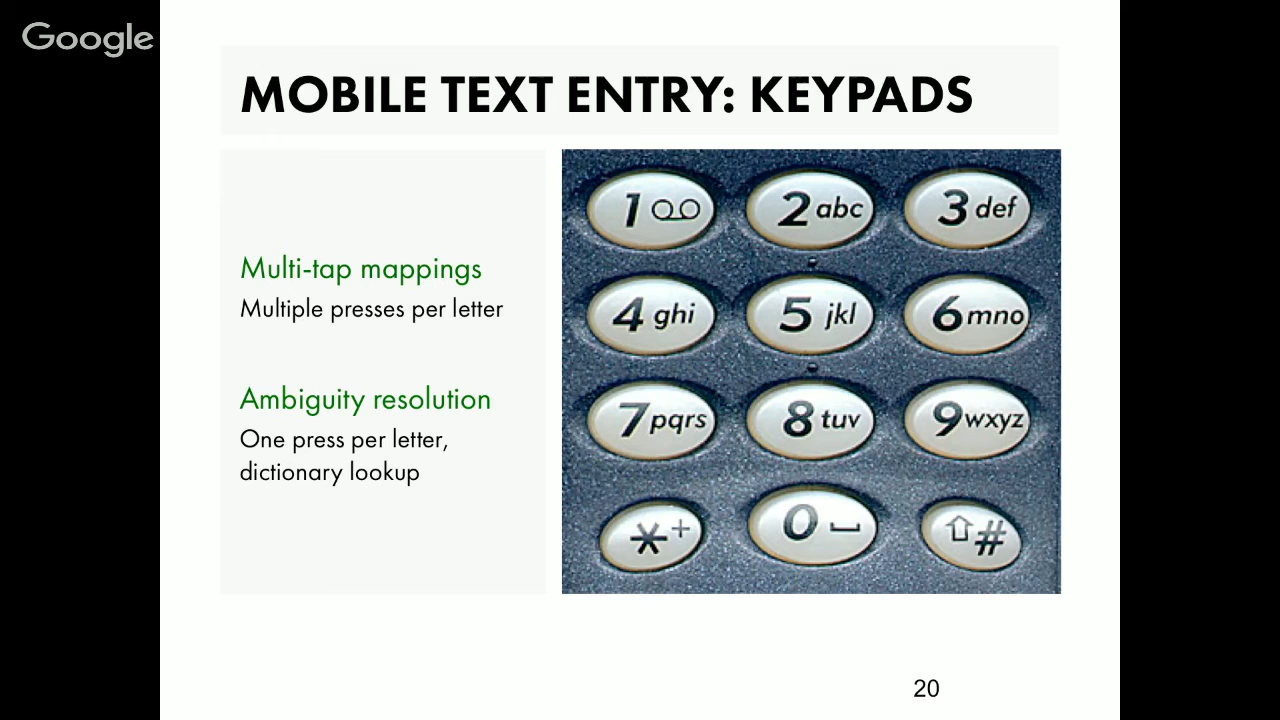 Google
MOBILE TEXT ENTRY: KEYPADS
Multi-tap mappings
Multiple presses per letter
Ambiguity resolution
One press per letter,
dictionary lookup
1
2 abc
3 def
4 ghi
5 jkl
6 mno
7 pqrs
8 tuv
9 wxyz
* +
0
#
20